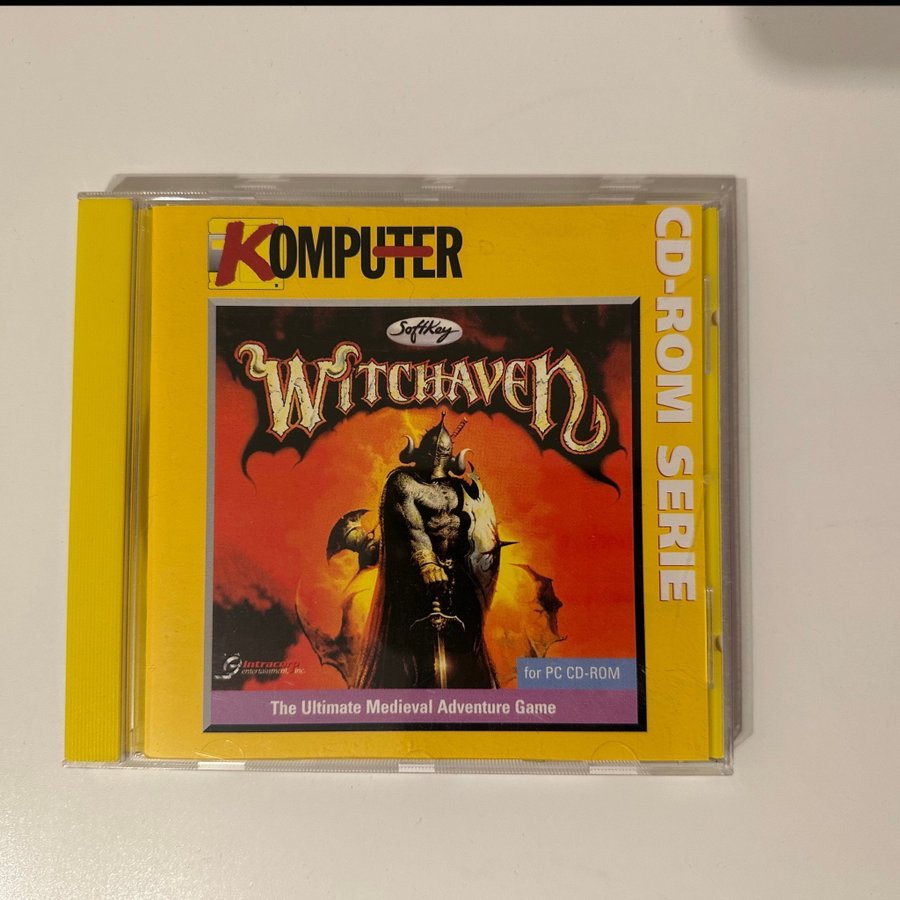 KOMPUTER
CD-ROM SERIE
SoftKey
WITCHAVEN
Intracorp
entertainment, inc.
for PC CD-ROM
The Ultimate Medieval Adventure Game